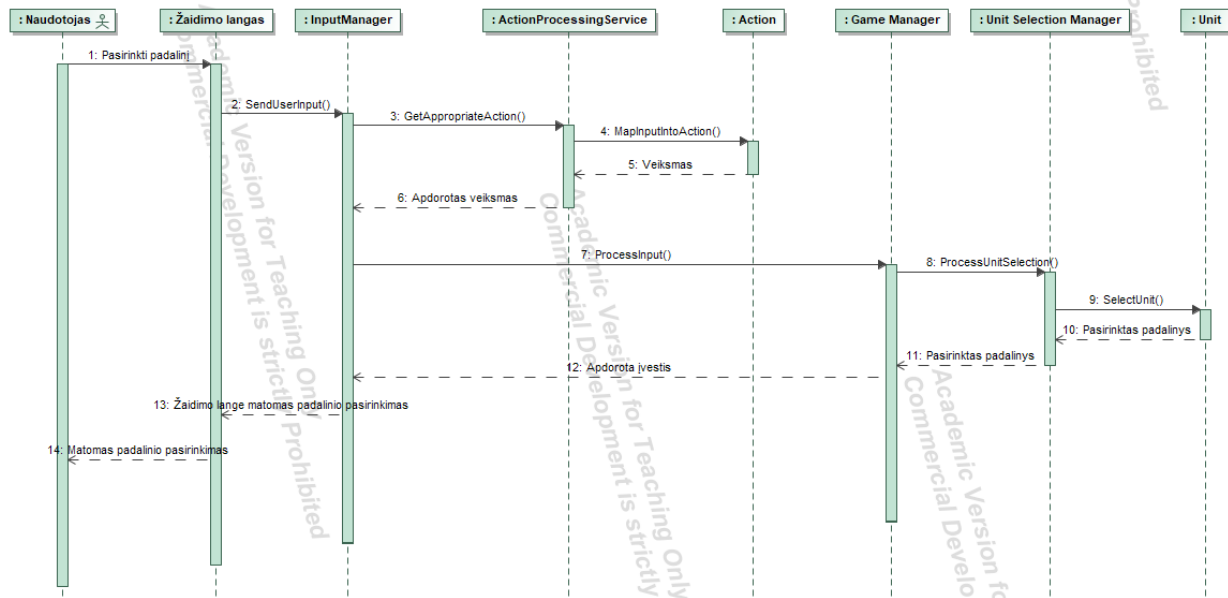 : Naudotojas
: Žaidimo langas
: InputManager
: ActionProcessingService
: Action
: Game Manager
: Unit Selection Manager
: Unit
1: Pasirinkti padalinį
2: SendUserInput()
3: GetAppropriateAction()
4: MapInputIntoAction()
5: Veiksmas
6: Apdorotas veiksmas
7: ProcessInput()
8: ProcessUnitSelection()
9: SelectUnit()
10: Pasirinktas padalinys
11: Pasirinktas padalinys
12: Apdorota įvestis
13: Žaidimo lange matomas padalinio pasirinkimas
14: Matomas padalinio pasirinkimas
Academic Version for Teaching Only
Commercial Development is strictly Prohibited
Academic Version for Teaching Only
Commercial Development is strictly
Academic Version for
Commercial Develo
Prohibited